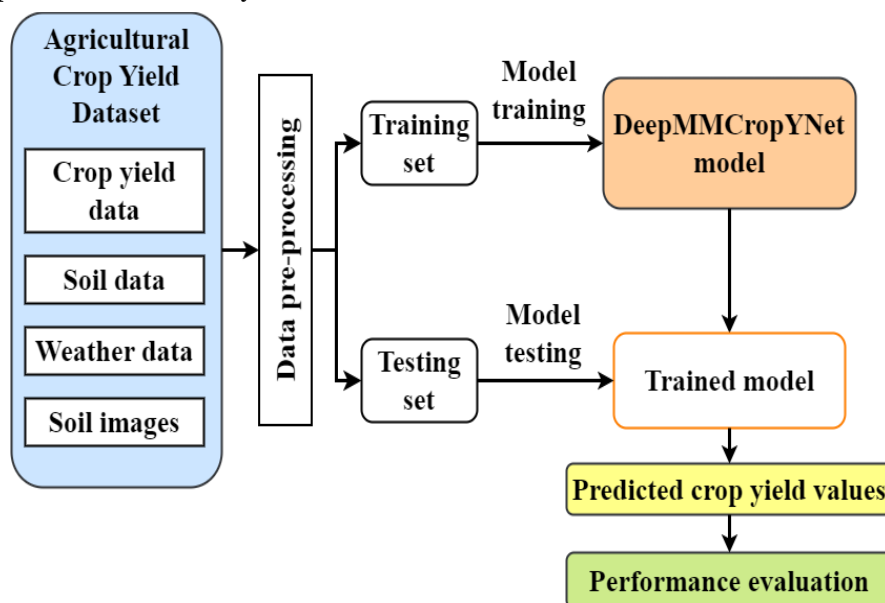 Agricultural
Crop Yield
Dataset
Crop yield
data
Soil data
Weather data
Soil images
Data pre-processing
Training
set
Model
training
DeepMMCropYNet
model
Testing
set
Model
testing
Trained model
Predicted crop yield values
Performance evaluation